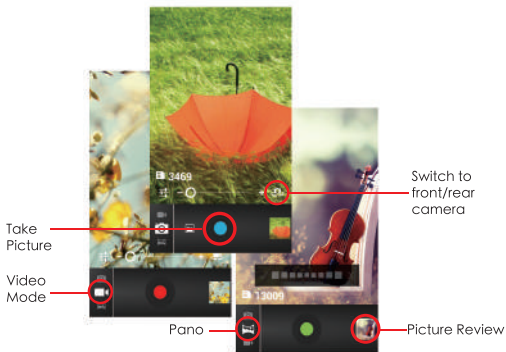 3469
Switch to
front/rear
camera
Take
Picture
Video
Mode
13009
Pano
Picture Review